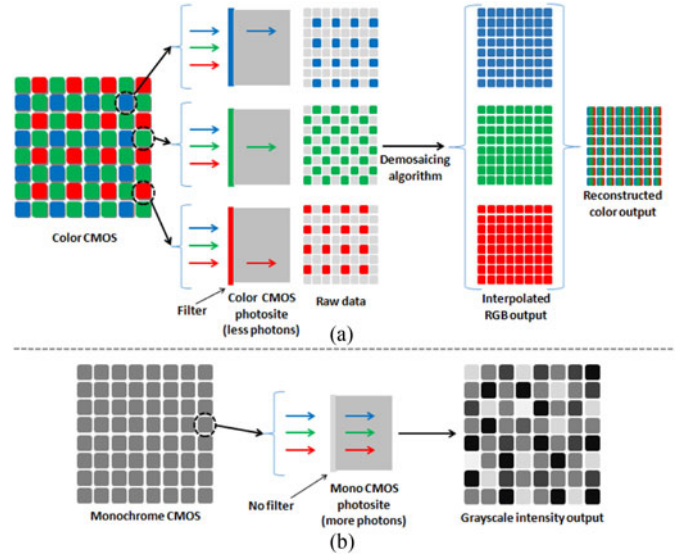 Color CMOS
Filter
Color CMOS
photosite
(less photons)
Raw data
Demosaicing
algorithm
Interpolated
RGB output
Reconstructed
color output
(a)
Monochrome CMOS
No filter
Mono CMOS
photosite
(more photons)
Grayscale intensity output
(b)